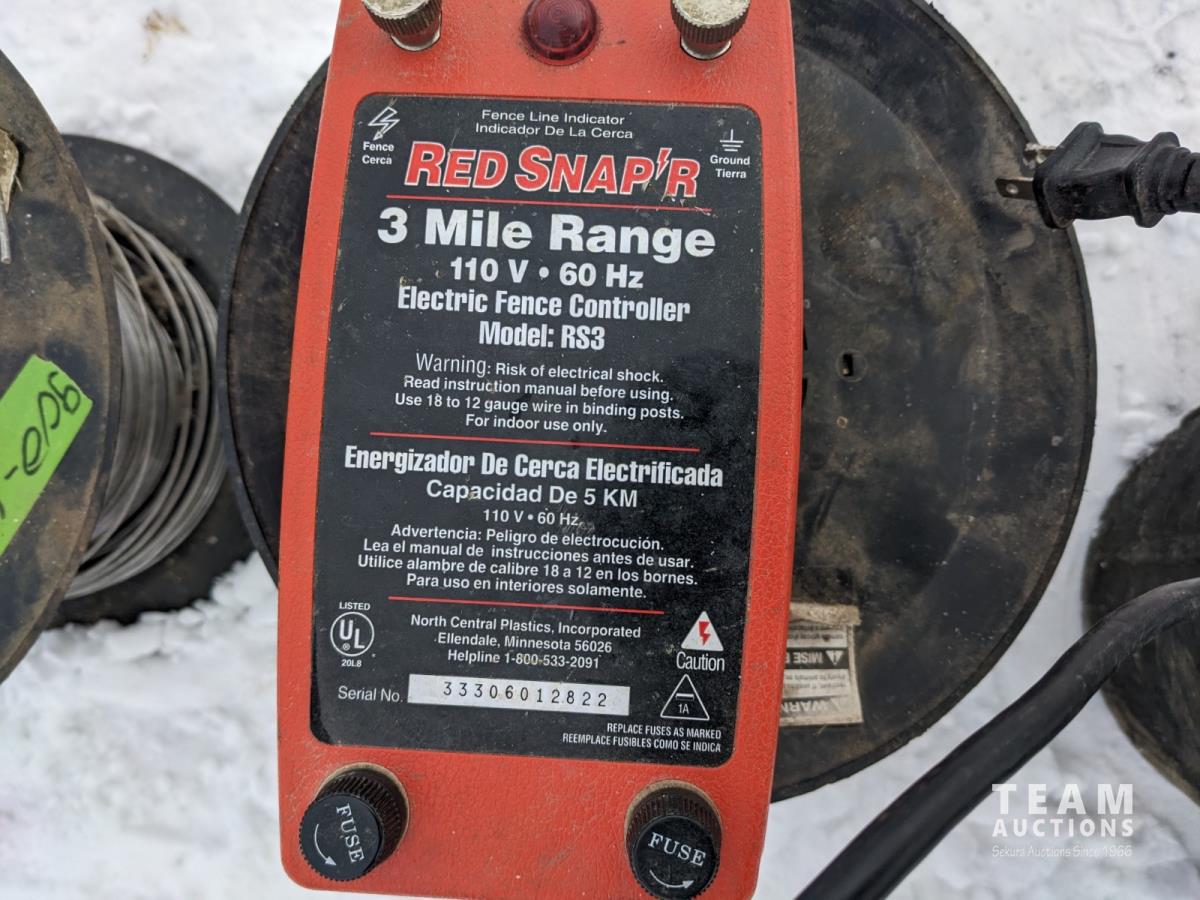 Fence Line Indicator
Indicador De La Cerca
Fence
Cerca
RED SNAP'R
Ground
Tierra
3 Mile Range
110 V • 60 Hz
Electric Fence Controller
Model: RS3
Warning: Risk of electrical shock.
Read instruction manual before using.
Use 18 to 12 gauge wire in binding posts.
For indoor use only.
Energizador De Cerca Electrificada
Capacidad De 5 KM
110 V • 60 Hz
Advertencia: Peligro de electrocución.
Lea el manual de instrucciones antes de usar.
Utilice alambre de calibre 18 a 12 en los bornes.
Para uso en interiores solamente.
LISTED
UL
®
20L8
North Central Plastics, Incorporated
Ellendale, Minnesota 56026
Helpline 1-800-533-2091
Caution
Serial No. 33306012822
1A
REPLACE FUSES AS MARKED
REEMPLACE FUSIBLES COMO SE INDICA
FUSE
FUSE
MISE
WARN
TEAM
AUCTIONS
Sekura Auctions Since 1966